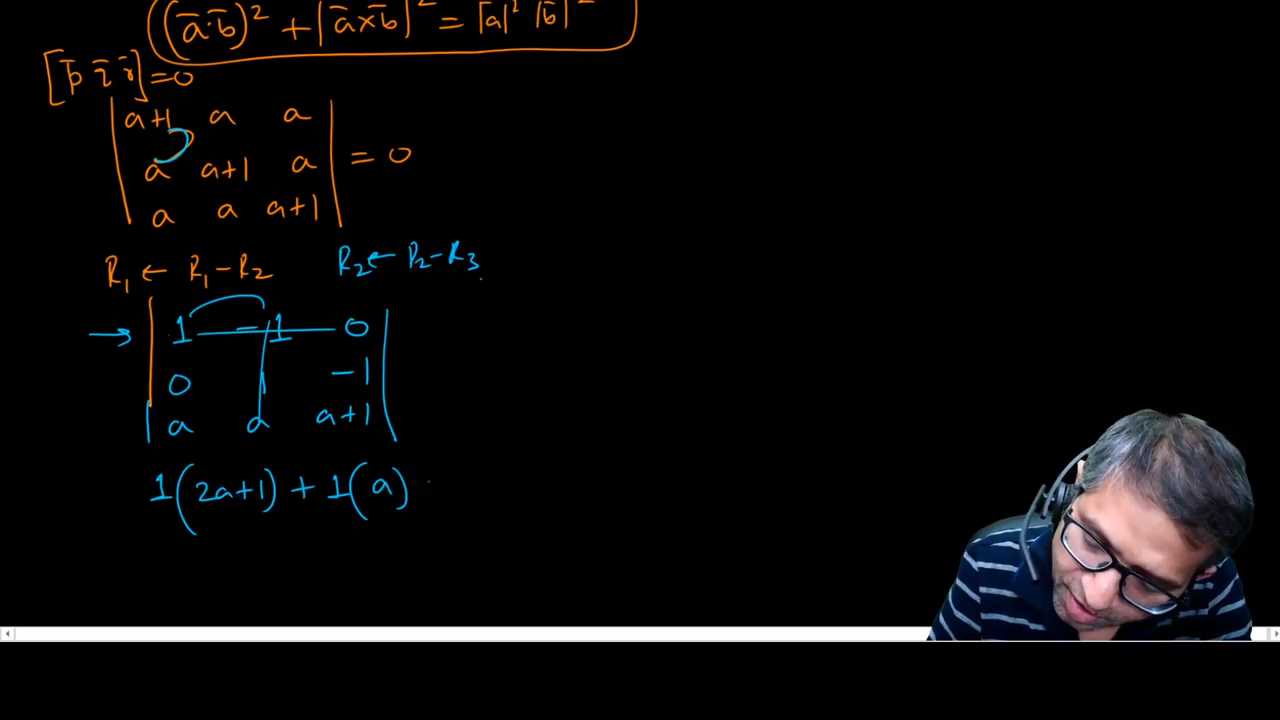 (a̅·b̅)² + |a̅×b̅|² = |a̅|² |b̅|²
[p̅ q̅ r̅] = 0
| a+1 a a |
| a a+1 a | = 0
| a a a+1 |
R₁ ← R₁ − R₂ R₂ ← R₂ − R₃
→ | 1 −1 0 |
| 0 1 −1 |
| a a a+1 |
1(2a+1) + 1(a)